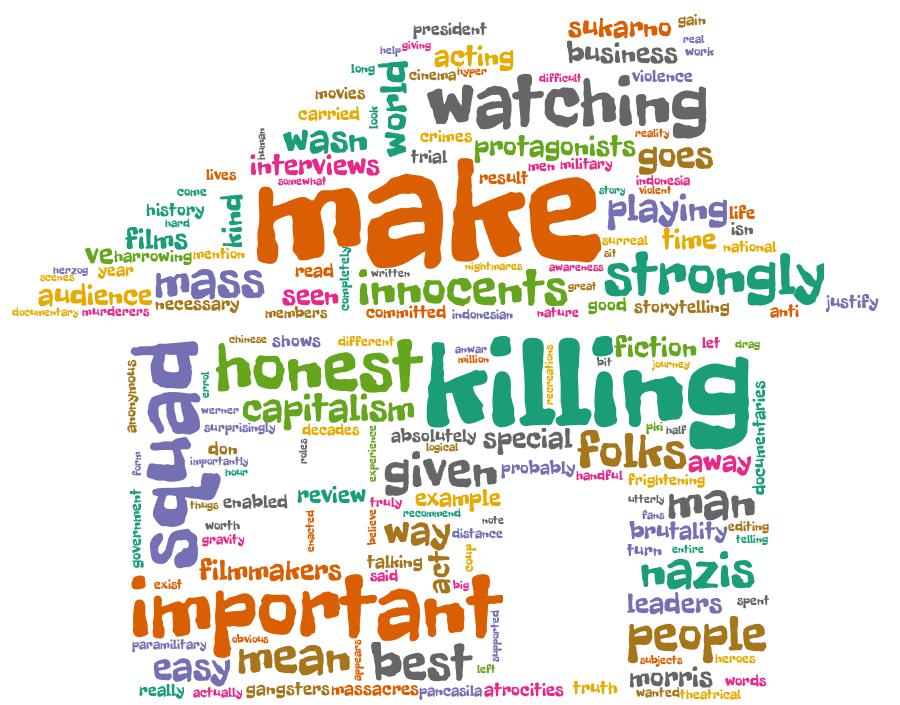 president
sukarno
gain
help
giving
acting
business
real
work
long
world
cinema
hyper
difficult
violence
movies
look
watching
carried
human
wasn
crimes
protagonists
reality
interviews
trial
men
military
goes
lives
somewhat
make
result
story
indonesia
violent
come
kind
playing
life
history
hard
isn
films
surreal
time
national
ve
harrowing
mention
completely
sit
herzog
year
mass
read
written
nightmares
awareness
strongly
scenes
audience
seen
innocents
great
justify
documentary
murderers
necessary
members
committed
indonesian
nature
good
storytelling
anti
squad
chinese
shows
different
anwar
million
killing
recreations
fiction
let
drag
anonymous
honest
bit
journey
errol
werner
capitalism
documentaries
surprisingly
decades
experience
absolutely
special
folks
pki
half
form
don
roles
logical
importantly
hour
given
probably
handful
away
frightening
government
thugs
enabled
review
truly
example
utterly
man
worth
enacted
believe
recommend
fans
gravity
way
note
distance
brutality
editing
telling
filmmakers
talking
act
coup
turn
entire
exist
said
big
nazis
important
supported
leaders
spent
paramilitary
obvious
people
easy
mean
appears
best
left
subjects
heroes
morris
words
really
actually
gangsters
massacres
pancasila
atrocities
truth
wanted
theatrical